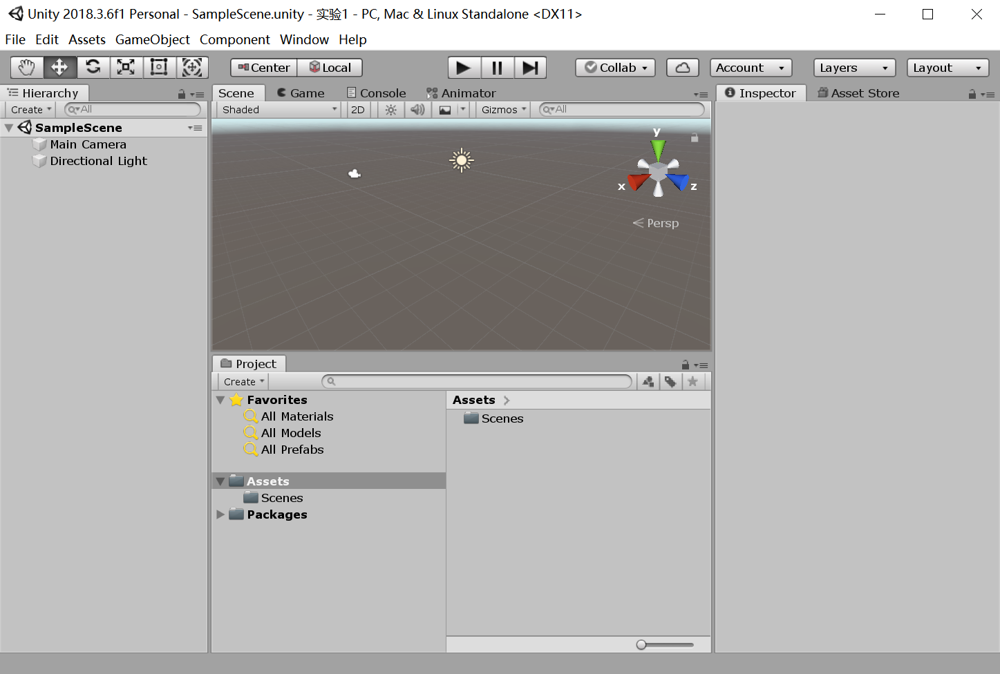 Unity 2018.3.6f1 Personal - SampleScene.unity - 实验1 - PC, Mac & Linux Standalone <DX11>
File Edit Assets GameObject Component Window Help
Center Local Collab Account Layers Layout
Hierarchy
Create All
SampleScene
Main Camera
Directional Light
Scene Game Console Animator
Shaded 2D Gizmos All
y
x z
Persp
Project
Create
Favorites
All Materials
All Models
All Prefabs
Assets
Scenes
Packages
Assets
Scenes
Inspector Asset Store